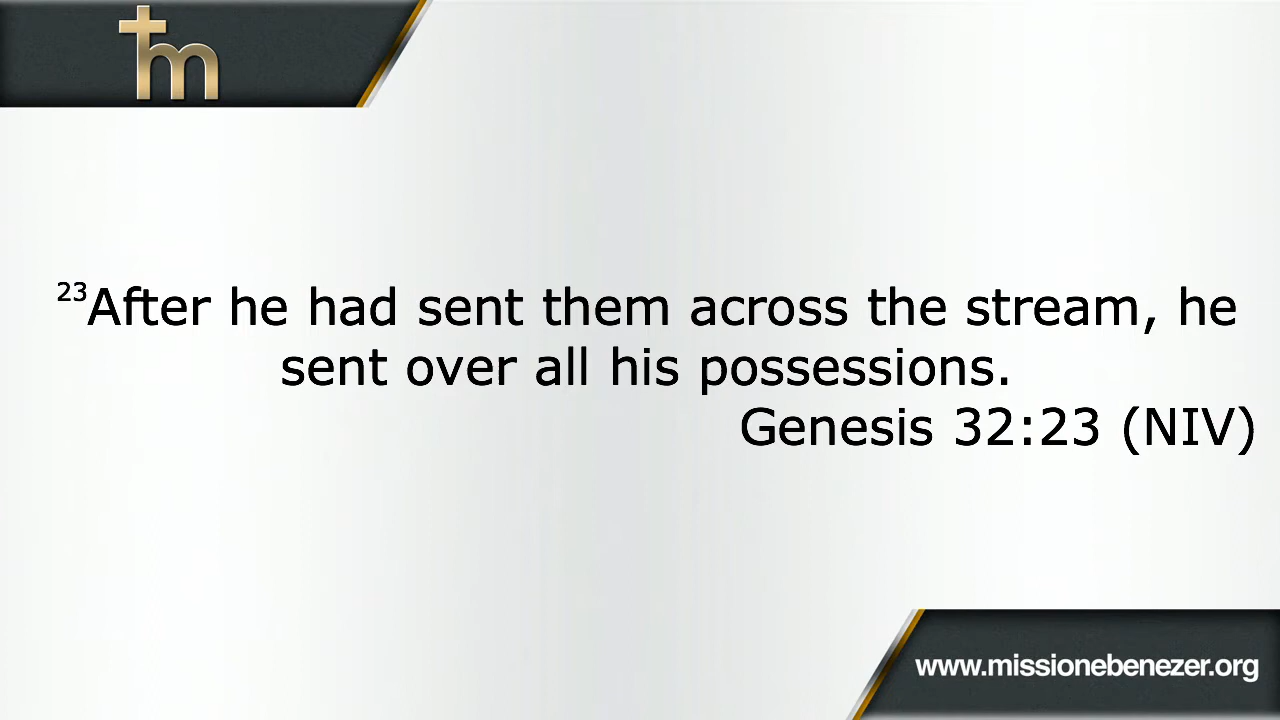 tm
²³After he had sent them across the stream, he
sent over all his possessions.
Genesis 32:23 (NIV)
www.missionebenezer.org